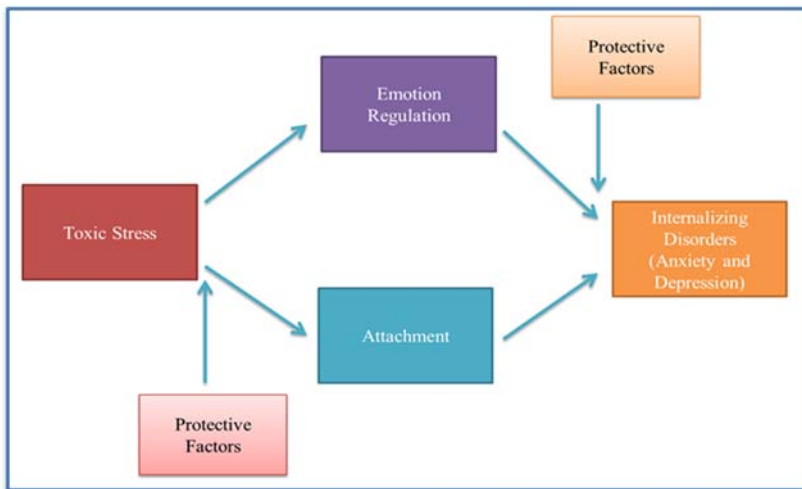 Protective
Factors
Emotion
Regulation
Toxic Stress
Internalizing
Disorders
(Anxiety and
Depression)
Attachment
Protective
Factors